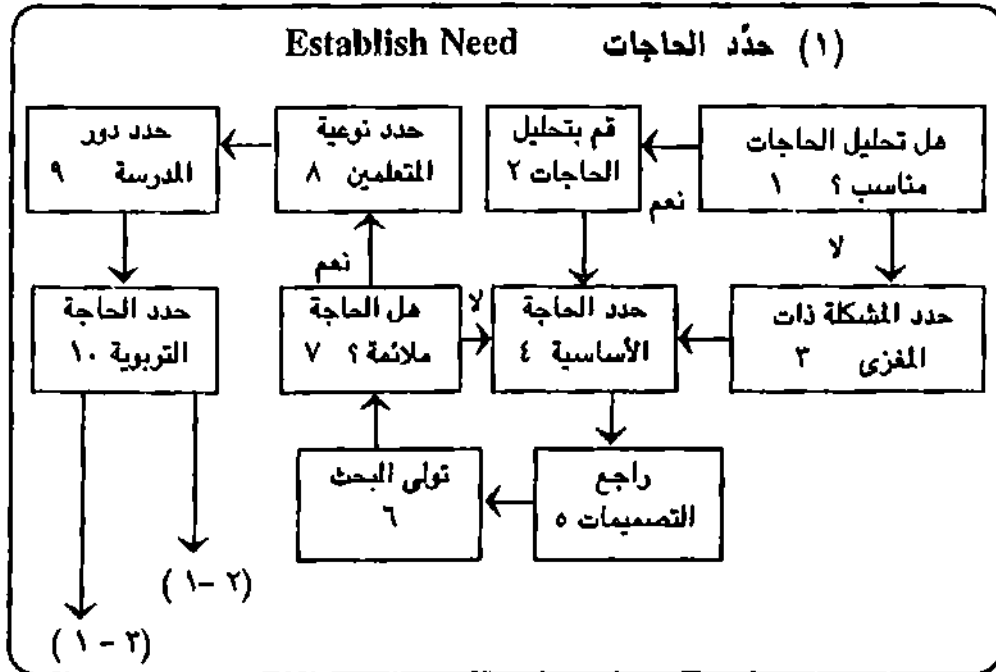 (١) حدِّد الحاجات Establish Need
هل تحليل الحاجات
مناسب ؟ ١
نعم
لا
قم بتحليل
الحاجات ٢
حدد المشكلة ذات
المغزى ٣
حدد الحاجة
الأساسية ٤
راجع
التصميمات ٥
تولى البحث
٦
هل الحاجة
ملائمة ؟ ٧
لا
نعم
حدد نوعية
المتعلمين ٨
حدد دور
المدرسة ٩
حدد الحاجة
التربوية ١٠
(٢ - ١)
(٣ - ١)